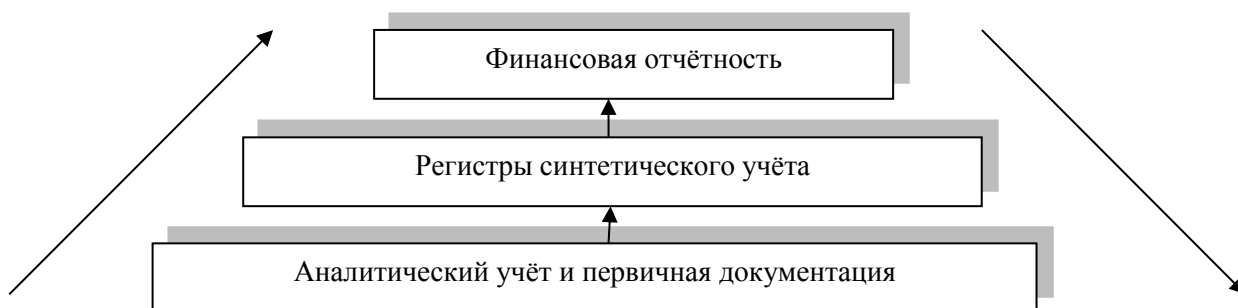 Финансовая отчётность
Регистры синтетического учёта
Аналитический учёт и первичная документация